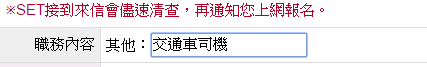 ※SET接到來信會儘速清查，再通知您上網報名。
職務內容 其他：交通車司機